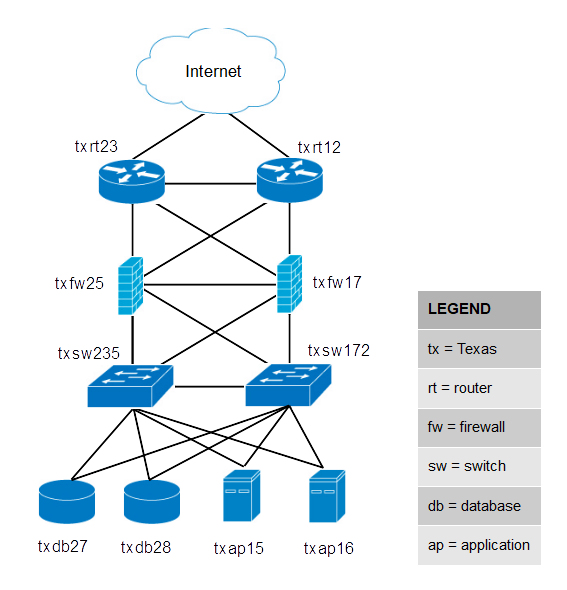 Internet
txrt23
txrt12
txfw25
txfw17
txsw235
txsw172
txdb27
txdb28
txap15
txap16
LEGEND
tx = Texas
rt = router
fw = firewall
sw = switch
db = database
ap = application